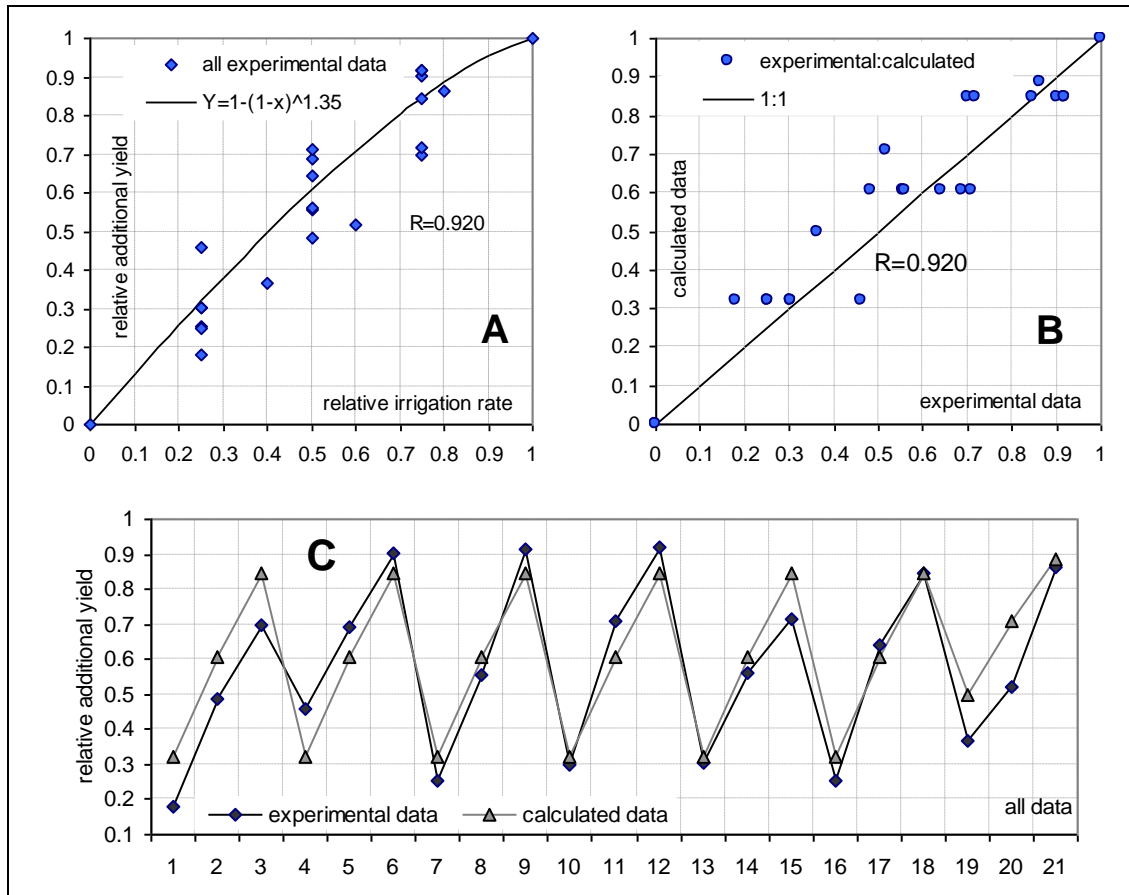 1
0.9
0.8
0.7
0.6
0.5
0.4
0.3
0.2
0.1
0
all experimental data
Y=1-(1-x)^1.35
relative additional yield
R=0.920
A
relative irrigation rate
0 0.1 0.2 0.3 0.4 0.5 0.6 0.7 0.8 0.9 1
1
0.9
0.8
0.7
0.6
0.5
0.4
0.3
0.2
0.1
0
experimental:calculated
1:1
calculated data
R=0.920
B
experimental data
0 0.1 0.2 0.3 0.4 0.5 0.6 0.7 0.8 0.9 1
1
0.9
0.8
0.7
0.6
0.5
0.4
0.3
0.2
0.1
C
relative additional yield
experimental data
calculated data
all data
1 2 3 4 5 6 7 8 9 10 11 12 13 14 15 16 17 18 19 20 21